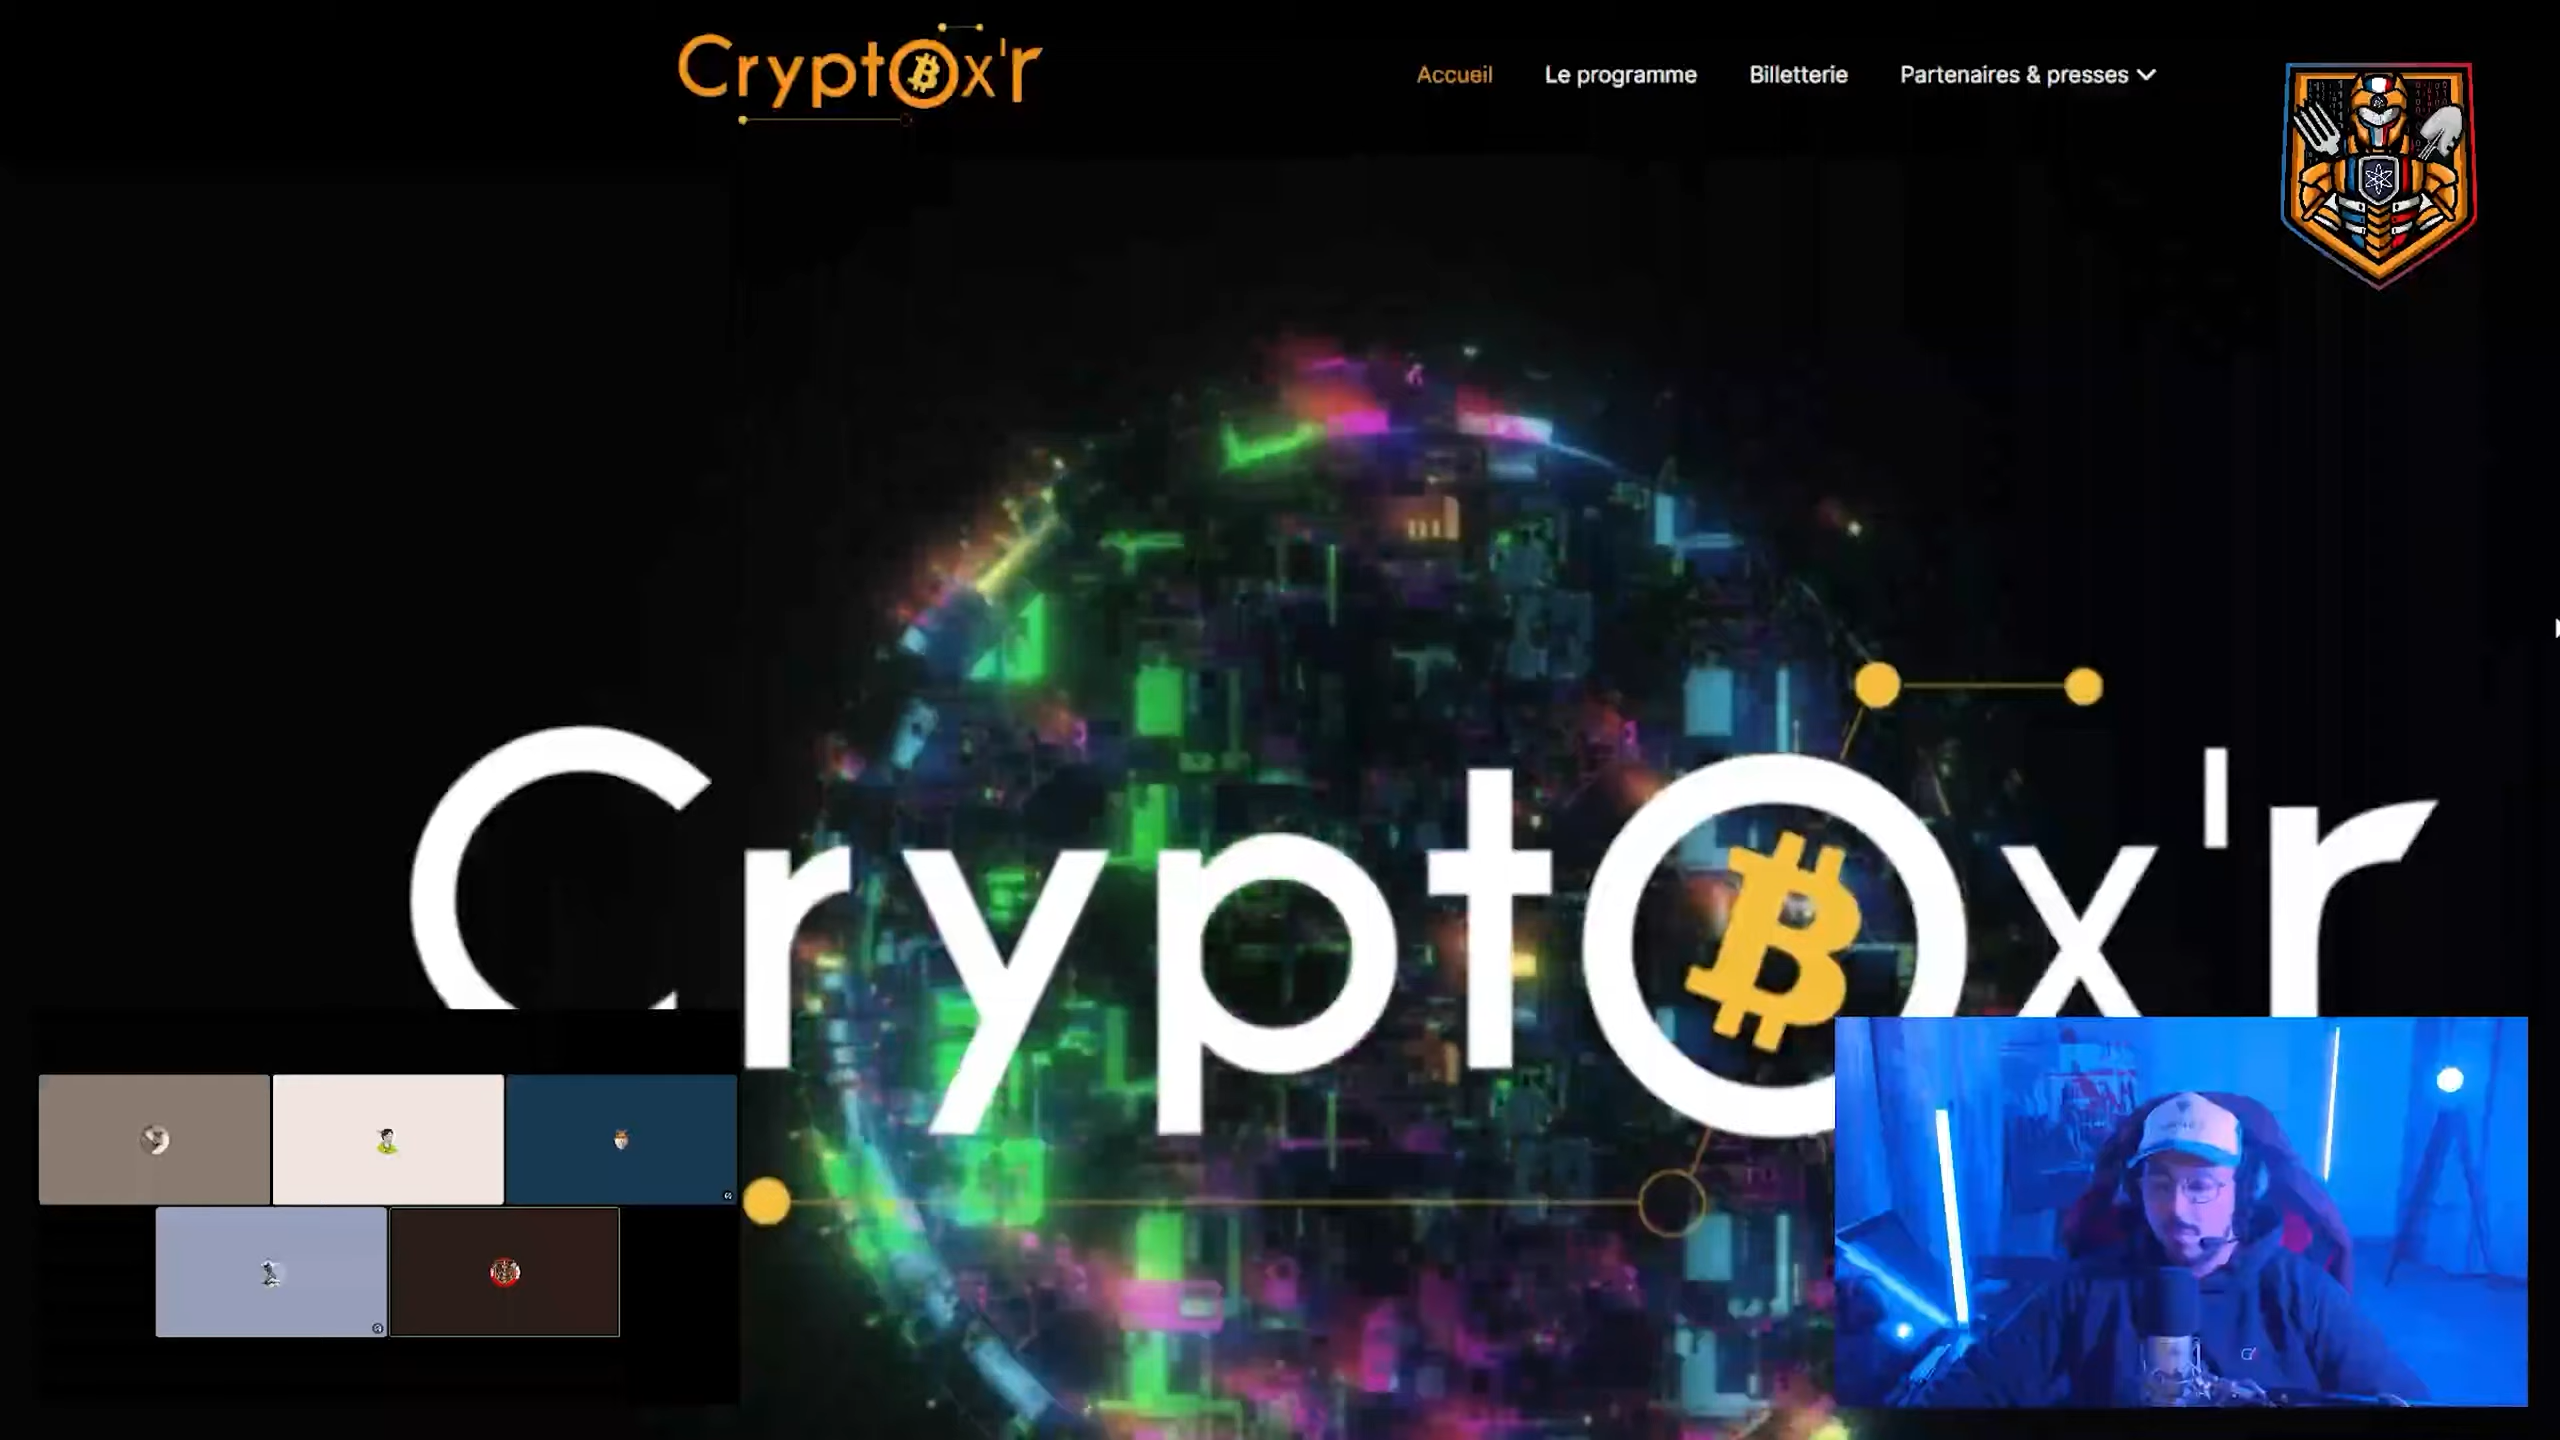 CryptOx'r
Accueil
Le programme
Billetterie
Partenaires & presses
CryptOx'r